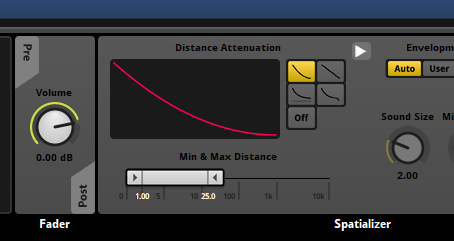 Pre
Volume
0.00 dB
Post
Fader
Distance Attenuation
Off
Min & Max Distance
0 1.00 5 10 25.0 100 1k 10k
Envelopm
Auto User
Sound Size Mi
2.00
Spatializer